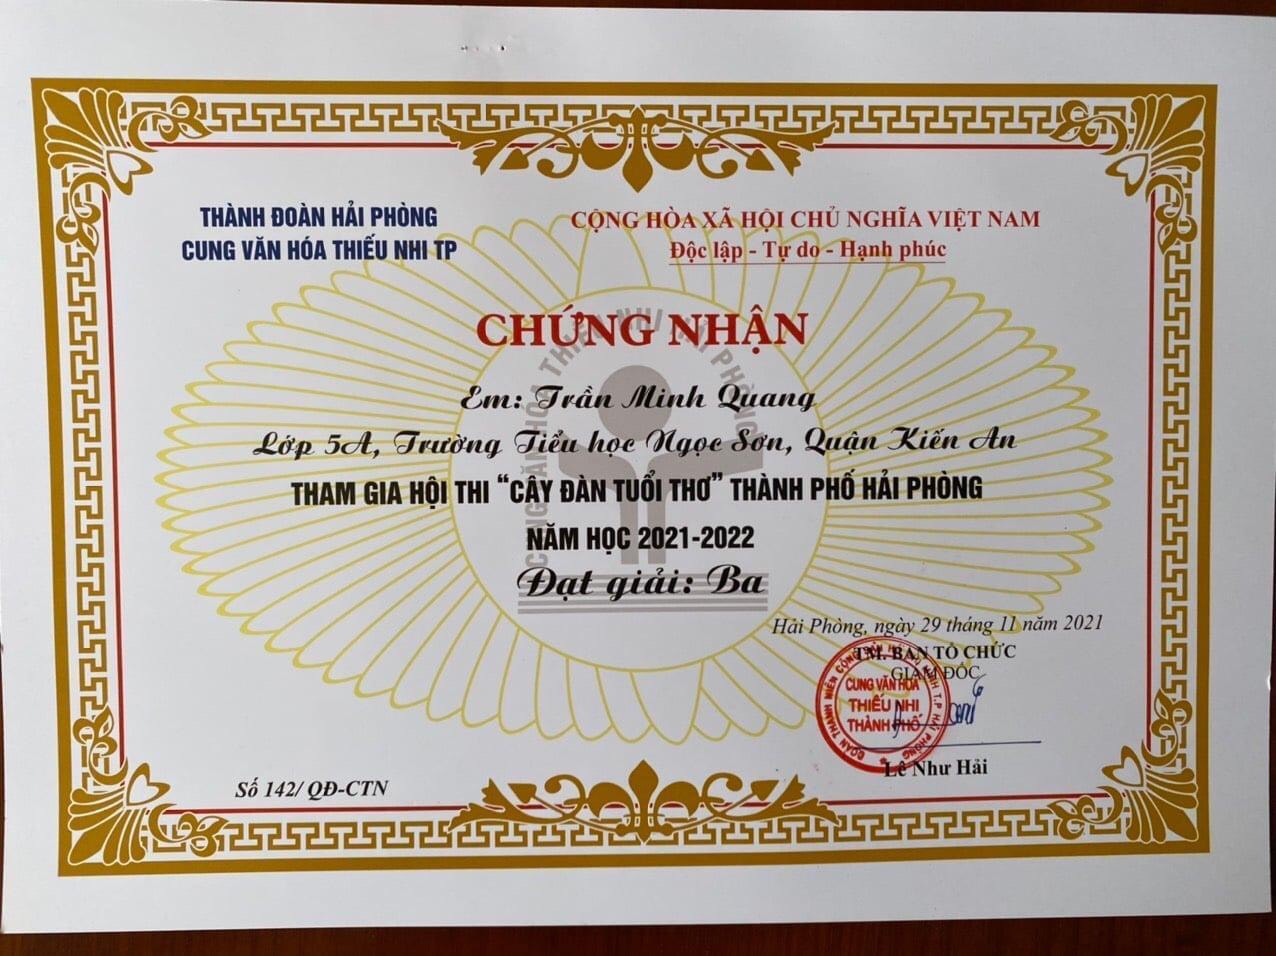 THÀNH ĐOÀN HẢI PHÒNG
CUNG VĂN HÓA THIẾU NHI TP
CỘNG HÒA XÃ HỘI CHỦ NGHĨA VIỆT NAM
Độc lập - Tự do - Hạnh phúc
CHỨNG NHẬN
Em: Trần Minh Quang
Lớp 5A, Trường Tiểu học Ngọc Sơn, Quận Kiến An
THAM GIA HỘI THI “CÂY ĐÀN TUỔI THƠ” THÀNH PHỐ HẢI PHÒNG
NĂM HỌC 2021-2022
Đạt giải: Ba
Hải Phòng, ngày 29 tháng 11 năm 2021
TM. BAN TỔ CHỨC
GIÁM ĐỐC
CUNG VĂN HÓA
THIẾU NHI
THÀNH PHỐ
Lê Như Hải
Số 142/ QĐ-CTN